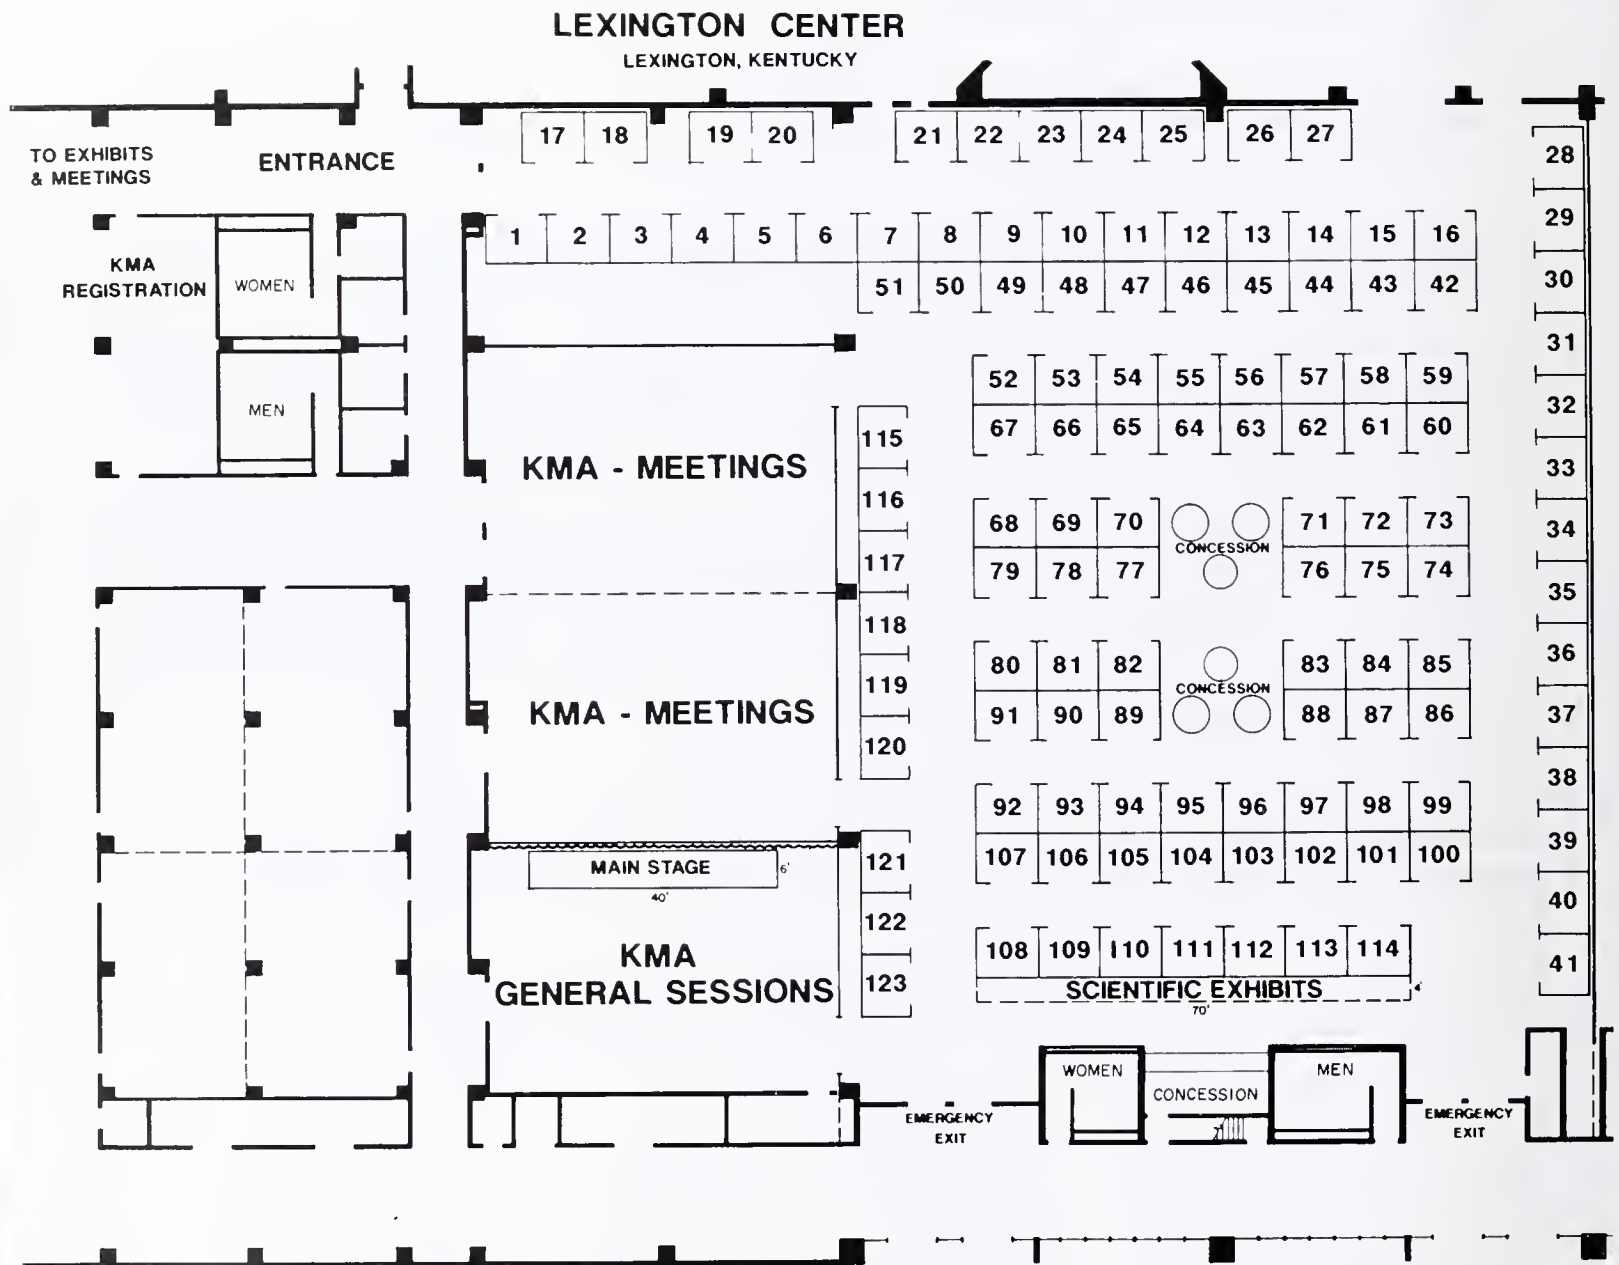 LEXINGTON CENTER
LEXINGTON, KENTUCKY
17 18 19 20 21 22 23 24 25 26 27
TO EXHIBITS
& MEETINGS
ENTRANCE
28
29
1 2 3 4 5 6 7 8 9 10 11 12 13 14 15 16
KMA
REGISTRATION
WOMEN
51 50 49 48 47 46 45 44 43 42
30
31
52 53 54 55 56 57 58 59
32
MEN
67 66 65 64 63 62 61 60
115
KMA - MEETINGS
33
116
68 69 70 71 72 73
34
CONCESSION
117
79 78 77 76 75 74
35
118
36
80 81 82 83 84 85
119
CONCESSION
KMA - MEETINGS
91 90 89 88 87 86
37
120
38
92 93 94 95 96 97 98 99
39
121
107 106 105 104 103 102 101 100
MAIN STAGE
6'
40'
40
122
KMA
GENERAL SESSIONS
108 109 110 111 112 113 114
41
123
SCIENTIFIC EXHIBITS
4'
70'
WOMEN
MEN
CONCESSION
EMERGENCY
EXIT
EMERGENCY
EXIT